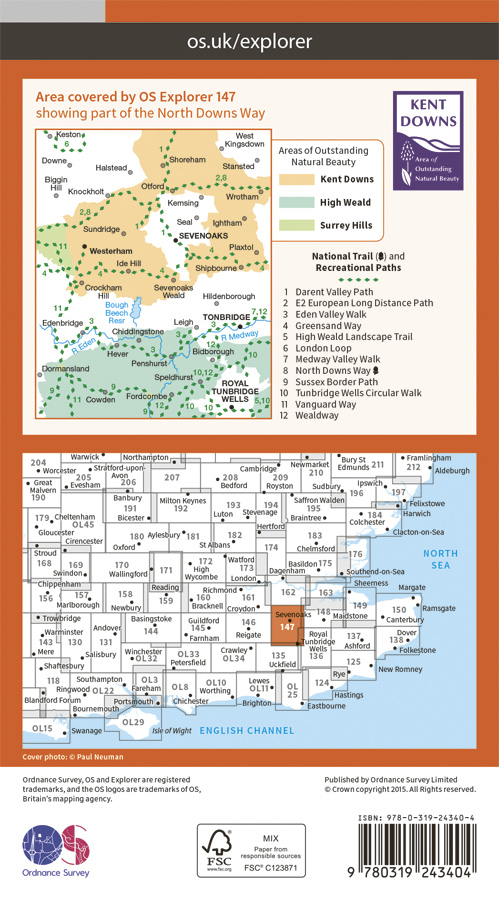 os.uk/explorer
Area covered by OS Explorer 147
showing part of the North Downs Way
Keston
6
Downe
Biggin
Hill
Halstead
Knockholt
1
Shoreham
West
Kingsdown
Stansted
Otford
2,8
Kemsing
Wrotham
2,8
Sundridge
Seal
Ightham
1
SEVENOAKS
11
Westerham
Plaxtol
4
Ide Hill
4
Shipbourne
4
Crockham
Hill
Sevenoaks
Weald
Bough
Beech
Resr
Hildenborough
11
Edenbridge
3
Chiddingstone
Leigh
TONBRIDGE
7,12
R Eden
3
Hever
3
R Medway
Penshurst
Bidborough
10
Dormansland
Speldhurst
10,12
9
Cowden
9
Fordcombe
9
12
12
10
10
ROYAL
TUNBRIDGE
WELLS
5,10
Areas of Outstanding
Natural Beauty
Kent Downs
High Weald
Surrey Hills
KENT
DOWNS
Area of
Outstanding
Natural Beauty
National Trail ( ) and
Recreational Paths
1 Darent Valley Path
2 E2 European Long Distance Path
3 Eden Valley Walk
4 Greensand Way
5 High Weald Landscape Trail
6 London Loop
7 Medway Valley Walk
8 North Downs Way
9 Sussex Border Path
10 Tunbridge Wells Circular Walk
11 Vanguard Way
12 Wealdway
204
Worcester
Warwick
Stratford-upon-
Avon
205
Evesham
206
Northampton
207
208
Bedford
Cambridge
209
Royston
Newmarket
210
Bury St
Edmunds
211
Framlingham
212
Aldeburgh
Great
Malvern
190
Banbury
191
Bicester
Milton Keynes
192
193
Luton
194
Stevenage
Sudbury
Saffron Walden
195
Braintree
Ipswich
196
197
Felixstowe
Harwich
179
Cheltenham
Gloucester
OL45
Cirencester
180
Oxford
Aylesbury
181
182
St Albans
Hertford
174
183
Chelmsford
184
Colchester
Clacton-on-Sea
Stroud
168
169
Swindon
170
Wallingford
171
172
High
Wycombe
Watford
173
London
Dagenham
Basildon
175
176
Southend-on-Sea
NORTH
SEA
Chippenham
156
157
Marlborough
158
Newbury
Reading
159
Richmond
160
Bracknell
161
Croydon
162
163
Sheerness
149
Margate
Ramsgate
150
Canterbury
Trowbridge
Warminster
143
Mere
Andover
131
130
Salisbury
Basingstoke
144
Guildford
145
Farnham
146
Reigate
Sevenoaks
147
148
Maidstone
137
Ashford
Dover
138
Folkestone
Shaftesbury
Winchester
OL32
OL33
Petersfield
Crawley
OL34
135
Uckfield
Royal
Tunbridge
Wells
136
125
New Romney
118
Blandford Forum
Southampton
Ringwood
OL22
Bournemouth
OL3
Fareham
Portsmouth
OL8
Chichester
OL10
Worthing
Lewes
OL11
Brighton
OL
25
Eastbourne
124
Hastings
Rye
OL15
Swanage
OL29
Isle of Wight
ENGLISH CHANNEL
Cover photo: © Paul Neuman
Ordnance Survey, OS and Explorer are registered
trademarks, and the OS logos are trademarks of OS,
Britain's mapping agency.
Published by Ordnance Survey Limited
© Crown copyright 2015. All Rights reserved.
OS
Ordnance Survey
FSC
www.fsc.org
MIX
Paper from
responsible sources
FSC® C123871
ISBN: 978-0-319-24340-4
9 780319 243404